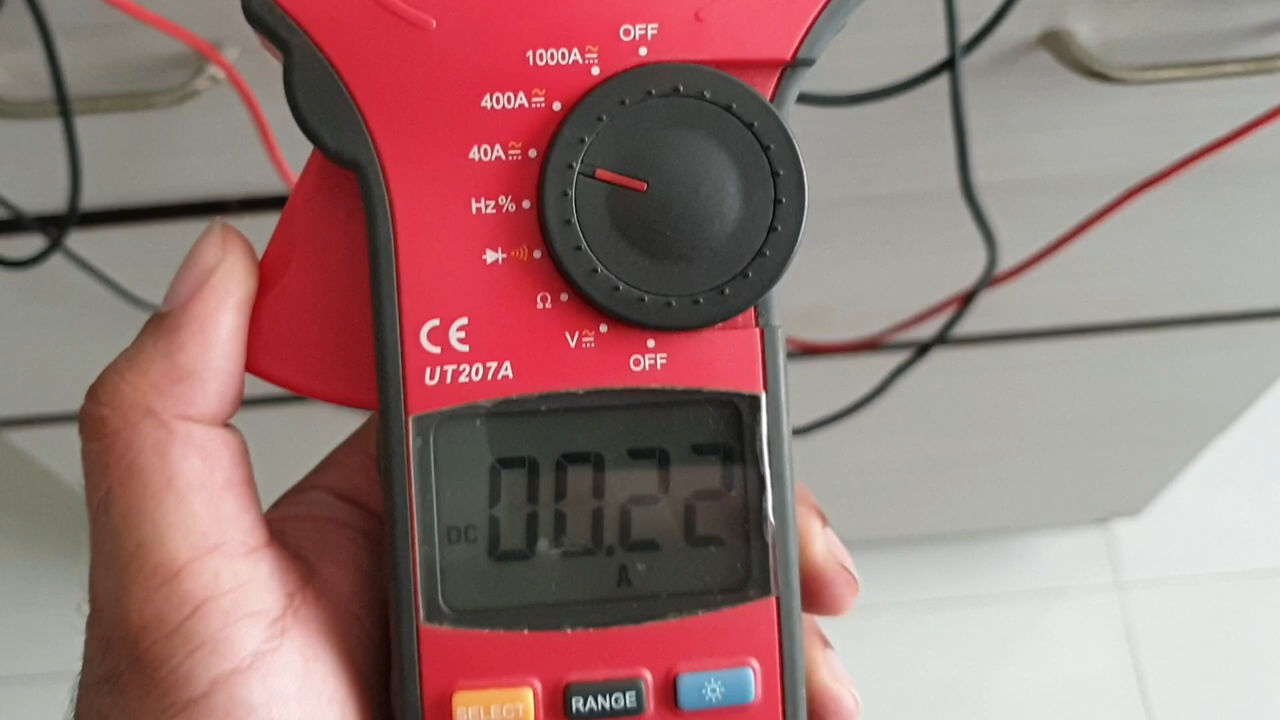 OFF
1000A
400A
40A
Hz%
Ω
V
OFF
CE
UT207A
DC 00.22
A
SELECT
RANGE